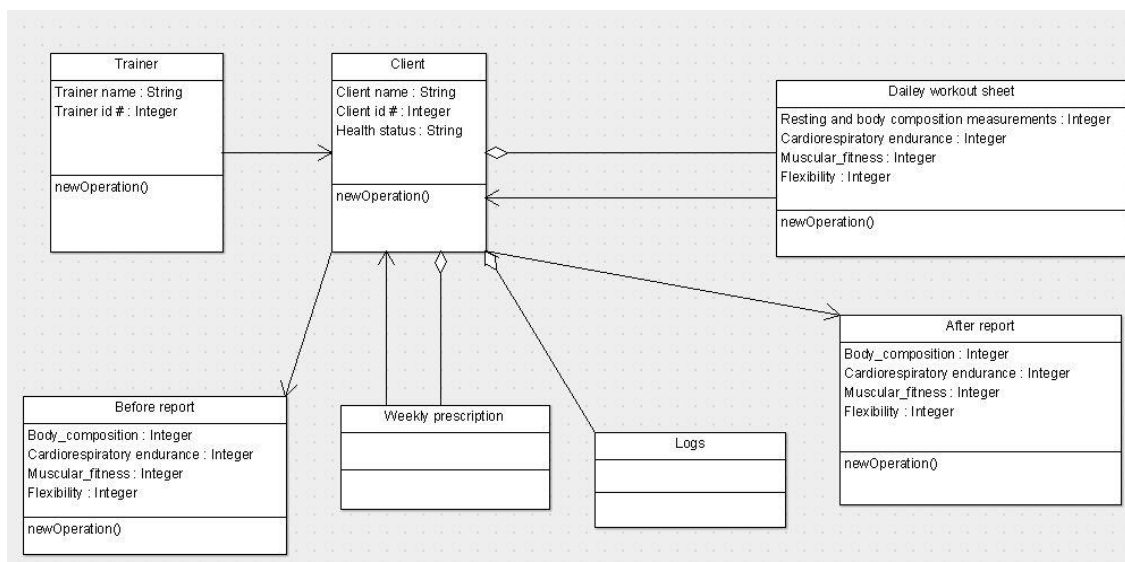 Trainer
Trainer name : String
Trainer id # : Integer
newOperation()
Client
Client name : String
Client id # : Integer
Health status : String
newOperation()
Dailey workout sheet
Resting and body composition measurements : Integer
Cardiorespiratory endurance : Integer
Muscular_fitness : Integer
Flexibility : Integer
newOperation()
Before report
Body_composition : Integer
Cardiorespiratory endurance : Integer
Muscular_fitness : Integer
Flexibility : Integer
newOperation()
Weekly prescription
Logs
After report
Body_composition : Integer
Cardiorespiratory endurance : Integer
Muscular_fitness : Integer
Flexibility : Integer
newOperation()